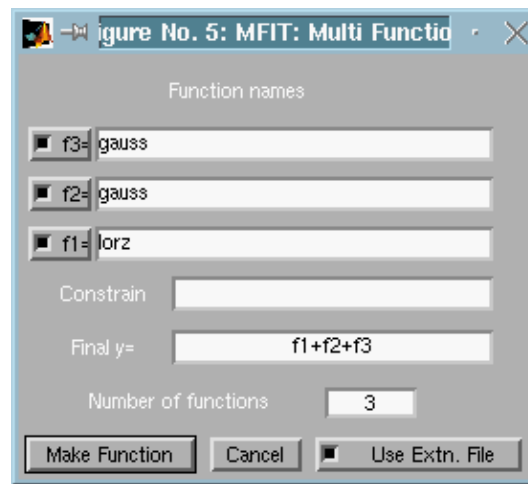 igure No. 5: MFIT: Multi Functio
Function names
f3= gauss
f2= gauss
f1= lorz
Constrain
Final y= f1+f2+f3
Number of functions 3
Make Function Cancel Use Extn. File